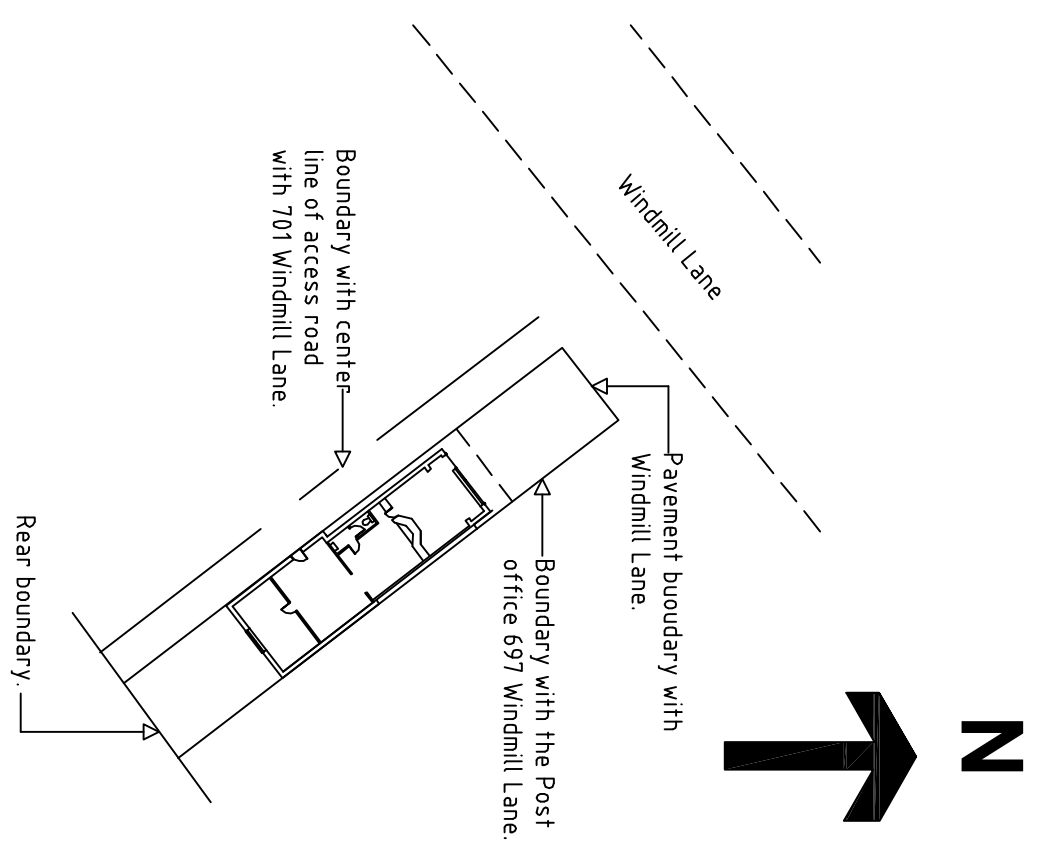 Windmill Lane
Boundary with center
line of access road
with 701 Windmill Lane.
Pavement buoudary with
Windmill Lane.
Boundary with the Post
office 697 Windmill Lane.
Rear boundary.
N